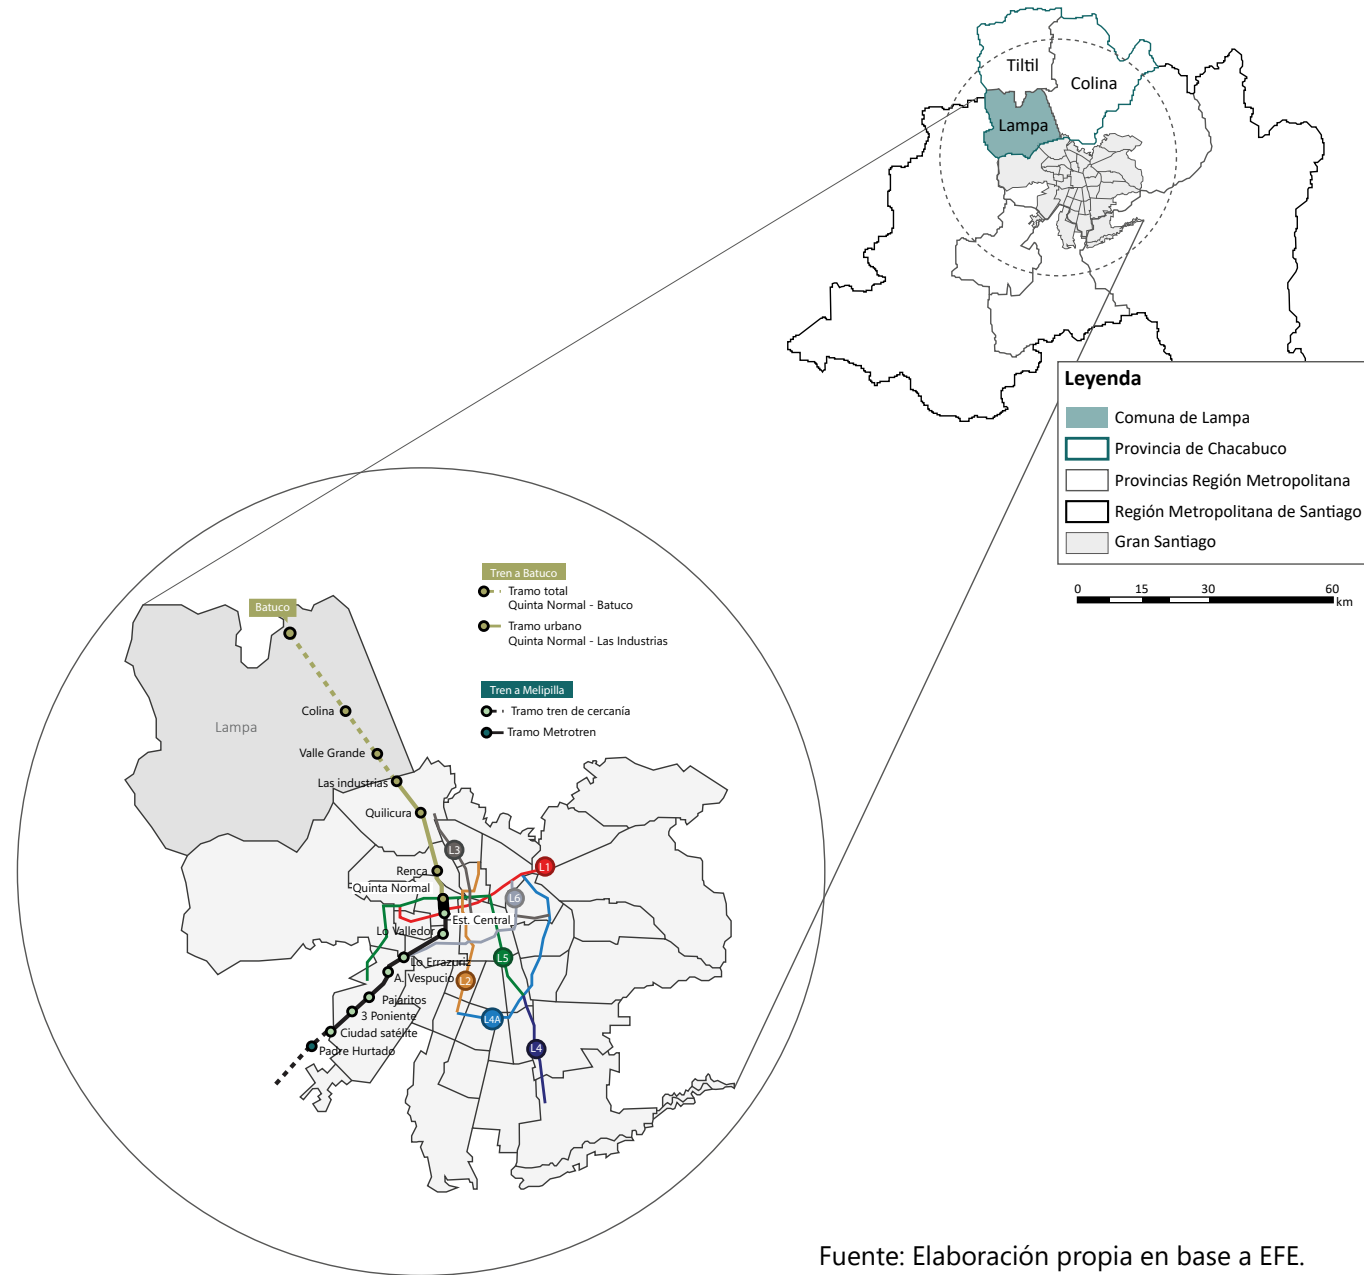 Tiltil
Colina
Lampa
Leyenda
Comuna de Lampa
Provincia de Chacabuco
Provincias Región Metropolitana
Región Metropolitana de Santiago
Gran Santiago
0 15 30 60
km
Tren a Batuco
Tramo total
Quinta Normal - Batuco
Tramo urbano
Quinta Normal - Las Industrias
Tren a Melipilla
Tramo tren de cercanía
Tramo Metrotren
Batuco
Colina
Lampa
Valle Grande
Las industrias
Quilicura
L3
L1
Renca
Quinta Normal
L6
Est. Central
Lo Valledor
Lo Errazuriz
L5
A. Vespucio
L2
Pajaritos
3 Poniente
L4A
Ciudad satélite
L4
Padre Hurtado
Fuente: Elaboración propia en base a EFE.